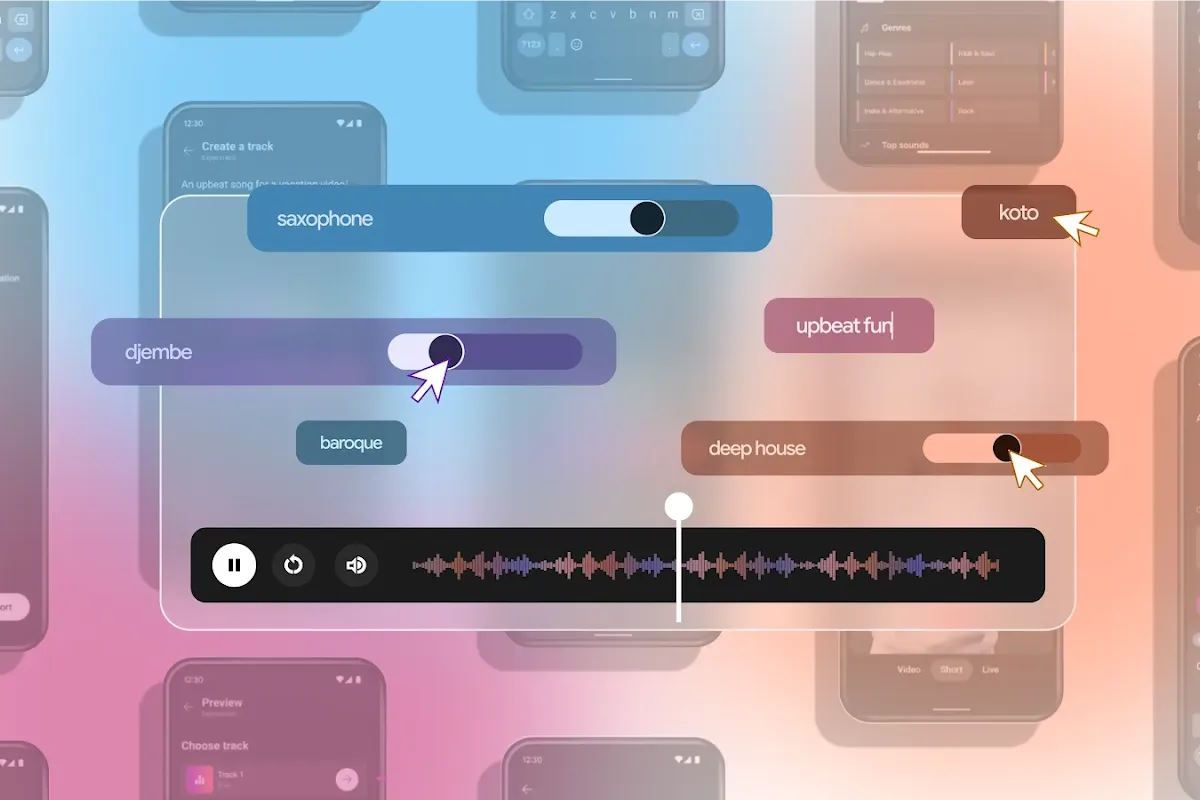 z x c v b n m
?123
Genres
Hip-Hop
R&B & Soul
Dance & Electronic
Latin
Indie & Alternative
Rock
Top sounds
12:30
Create a track
An upbeat song for a vacation video!
saxophone
koto
upbeat fun
djembe
baroque
deep house
Video Short Live
12:30
Preview
Choose track
Track 1
12:30